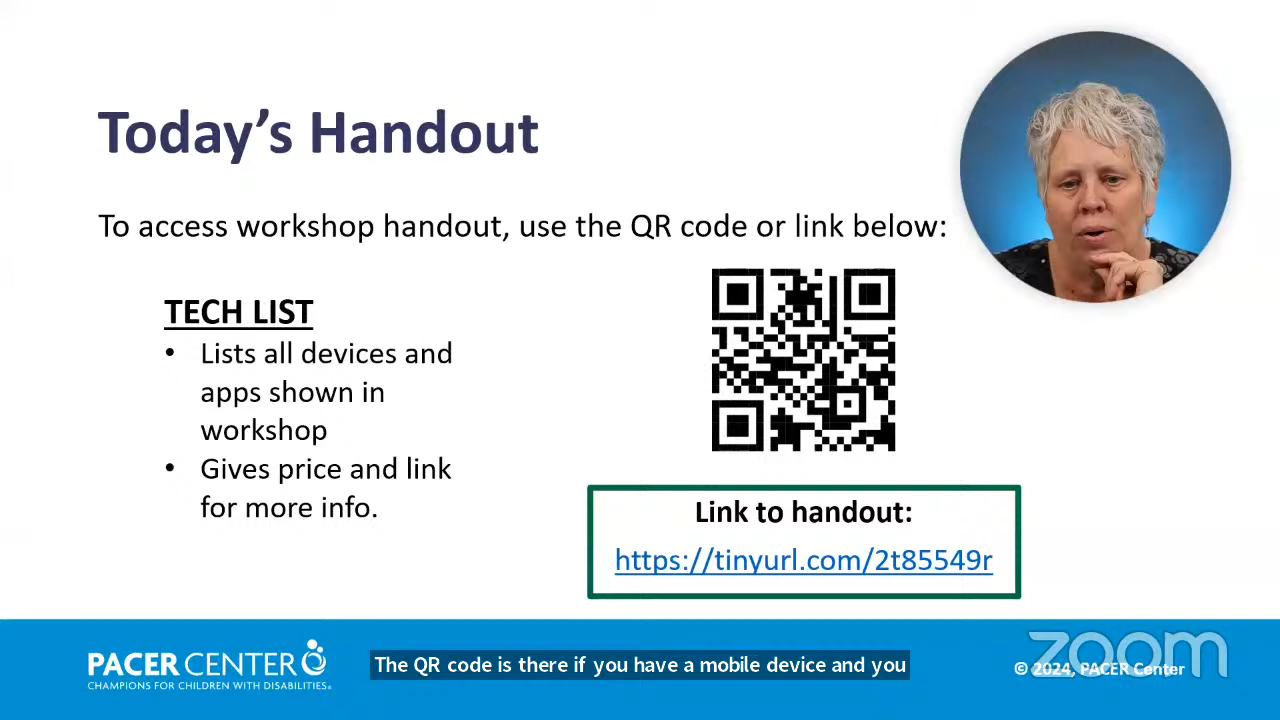 Today's Handout
To access workshop handout, use the QR code or link below:
TECH LIST
• Lists all devices and
apps shown in
workshop
• Gives price and link
for more info.
Link to handout:
https://tinyurl.com/2t85549r
PACER CENTER
CHAMPIONS FOR CHILDREN WITH DISABILITIES®
The QR code is there if you have a mobile device and you
© 2024, PACER Center
zoom